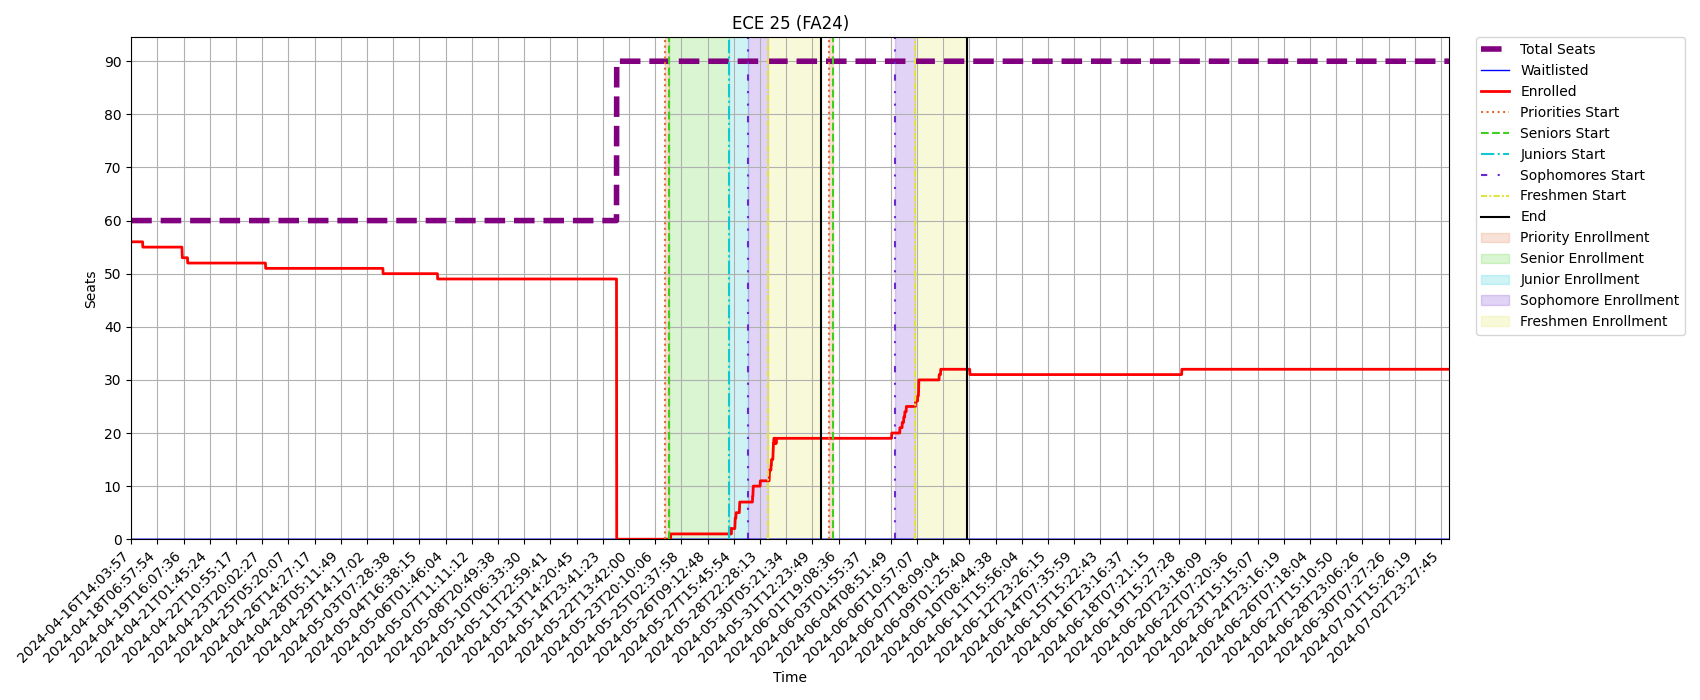 ECE 25 (FA24)
Seats
90
80
70
60
50
40
30
20
10
0
2024-04-16T14:03:57
2024-04-18T06:57:54
2024-04-19T16:07:36
2024-04-21T01:45:24
2024-04-22T10:55:17
2024-04-23T20:02:27
2024-04-25T05:20:07
2024-04-26T14:27:17
2024-04-28T05:11:49
2024-04-29T14:17:02
2024-05-03T07:28:38
2024-05-04T16:38:15
2024-05-06T01:46:04
2024-05-07T11:11:12
2024-05-08T20:49:38
2024-05-10T06:33:30
2024-05-11T22:59:41
2024-05-13T14:20:45
2024-05-14T23:41:23
2024-05-22T13:42:00
2024-05-23T20:10:06
2024-05-25T02:37:58
2024-05-26T09:12:48
2024-05-27T15:45:54
2024-05-28T22:28:13
2024-05-30T05:21:34
2024-05-31T12:23:49
2024-06-01T19:08:36
2024-06-03T01:55:37
2024-06-04T08:51:49
2024-06-06T01:57:07
2024-06-07T18:09:04
2024-06-09T01:25:40
2024-06-10T08:44:38
2024-06-11T15:56:04
2024-06-12T23:26:15
2024-06-14T07:35:59
2024-06-15T15:22:43
2024-06-16T23:16:37
2024-06-18T07:21:15
2024-06-19T15:27:28
2024-06-20T23:18:09
2024-06-22T07:20:36
2024-06-23T15:15:07
2024-06-24T23:16:19
2024-06-26T07:18:04
2024-06-27T15:10:50
2024-06-28T23:06:26
2024-06-30T07:27:26
2024-07-01T15:26:19
2024-07-02T23:27:45
Time
Total Seats
Waitlisted
Enrolled
Priorities Start
Seniors Start
Juniors Start
Sophomores Start
Freshmen Start
End
Priority Enrollment
Senior Enrollment
Junior Enrollment
Sophomore Enrollment
Freshmen Enrollment